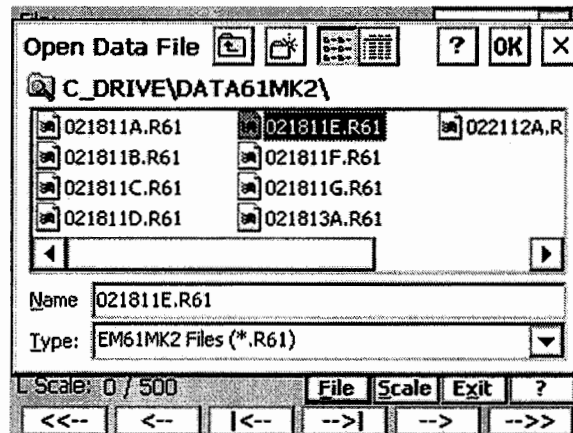 Open Data File ? OK ×
C_DRIVE\DATA61MK2\
021811A.R61 021811E.R61 022112A.R
021811B.R61 021811F.R61
021811C.R61 021811G.R61
021811D.R61 021813A.R61
Name 021811E.R61
Type: EM61MK2 Files (*.R61)
L Scale: 0 / 500 File Scale Exit ?
<<-- <-- |<-- -->| --> -->>